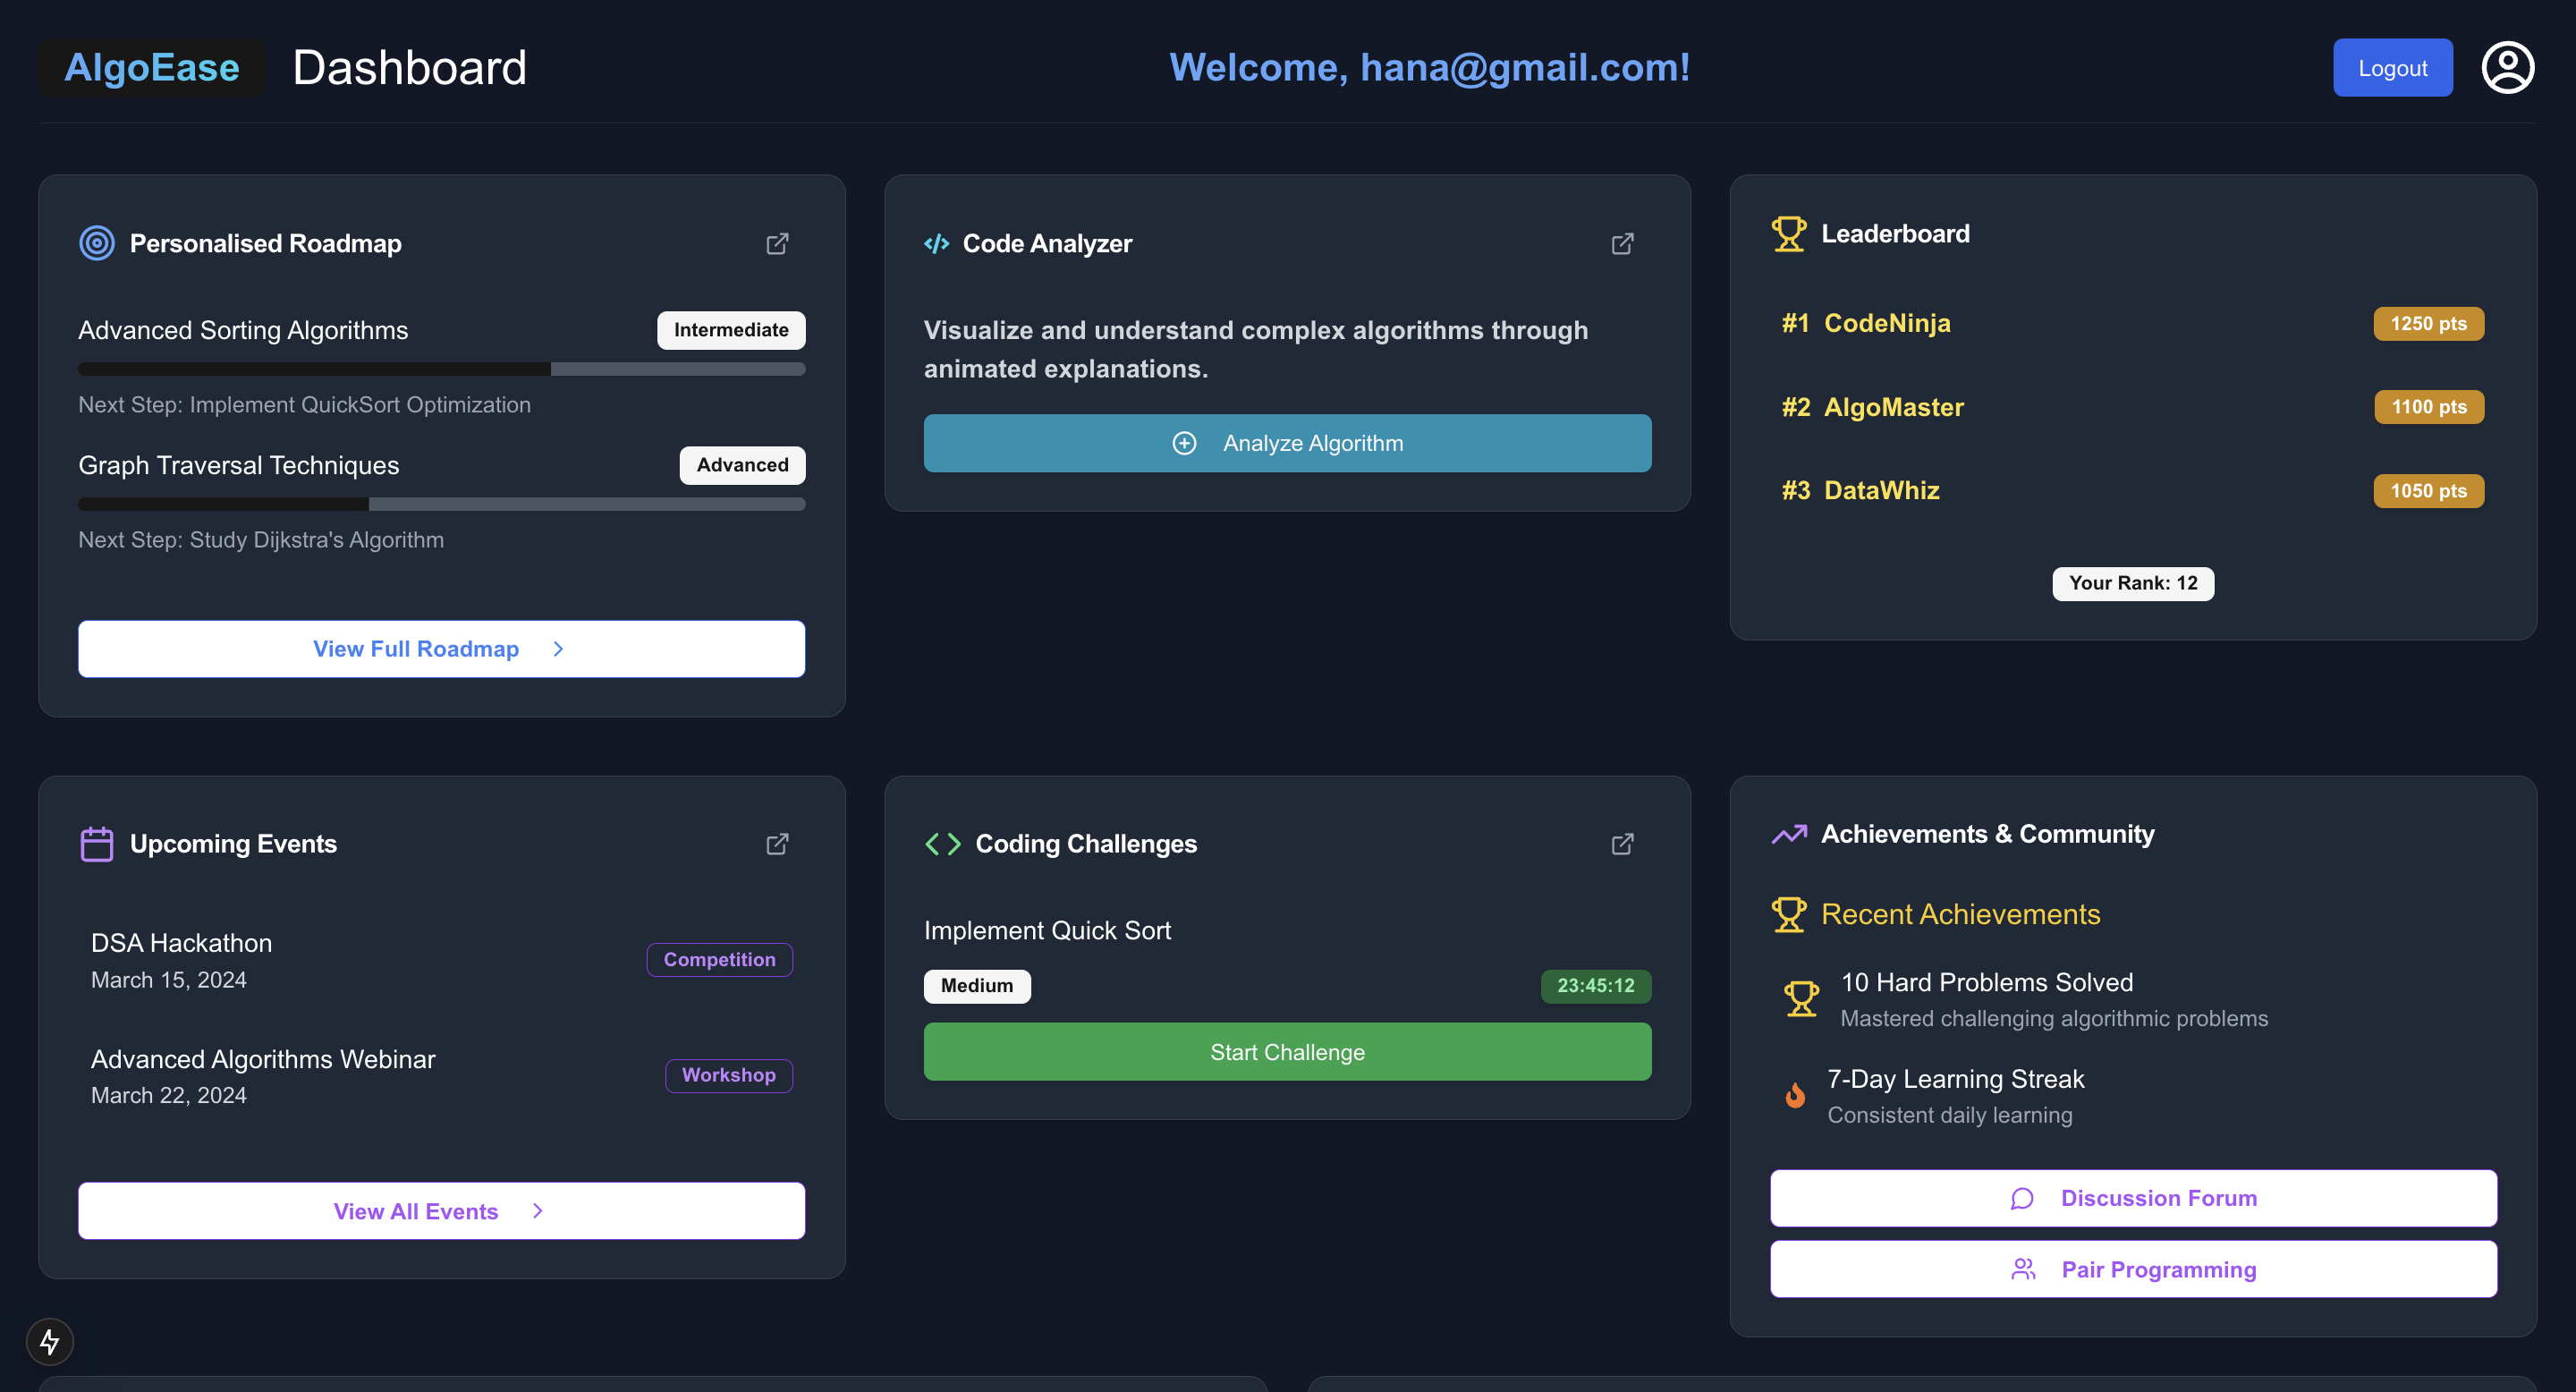 AlgoEase
Dashboard
Welcome, hana@gmail.com!
Logout
Personalised Roadmap
Advanced Sorting Algorithms
Intermediate
Next Step: Implement QuickSort Optimization
Graph Traversal Techniques
Advanced
Next Step: Study Dijkstra's Algorithm
View Full Roadmap
Code Analyzer
Visualize and understand complex algorithms through
animated explanations.
Analyze Algorithm
Leaderboard
#1 CodeNinja
1250 pts
#2 AlgoMaster
1100 pts
#3 DataWhiz
1050 pts
Your Rank: 12
Upcoming Events
DSA Hackathon
March 15, 2024
Competition
Advanced Algorithms Webinar
March 22, 2024
Workshop
View All Events
Coding Challenges
Implement Quick Sort
Medium
23:45:12
Start Challenge
Achievements & Community
Recent Achievements
10 Hard Problems Solved
Mastered challenging algorithmic problems
7-Day Learning Streak
Consistent daily learning
Discussion Forum
Pair Programming